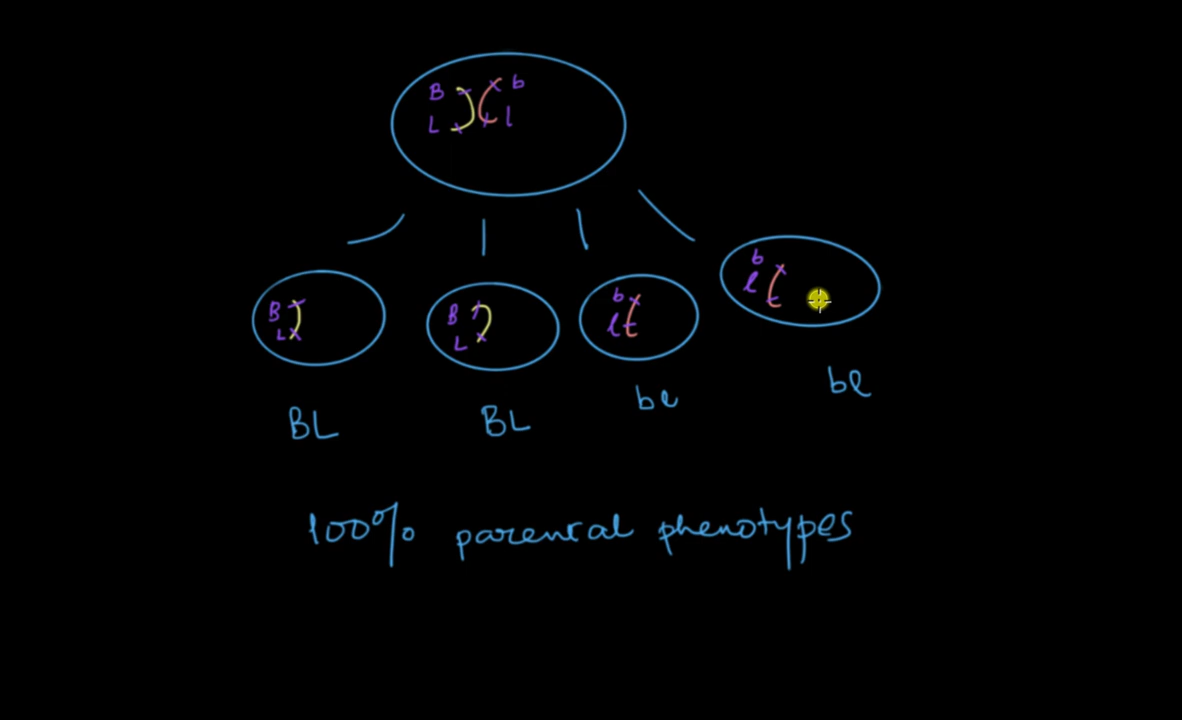 B b
L l
B B b b
L L l l
BL BL bl bl
100% parental phenotypes